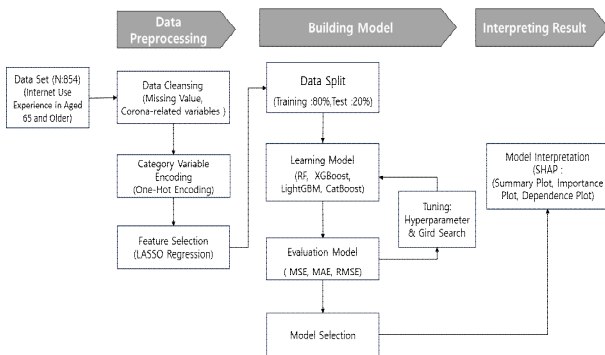 Data
Preprocessing
Building Model
Interpreting Result
Data Set (N:854)
(Internet Use
Experience in Aged
65 and Older)
Data Cleansing
(Missing Value,
Corona-related variables )
Category Variable
Encoding
(One-Hot Encoding)
Feature Selection
(LASSO Regression)
Data Split
(Training :80%,Test :20%)
Learning Model
(RF, XGBoost,
LightGBM, CatBoost)
Tuning:
Hyperparameter
& Gird Search
Evaluation Model
( MSE, MAE, RMSE)
Model Selection
Model Interpretation
(SHAP :
(Summary Plot, Importance
Plot, Dependence Plot)